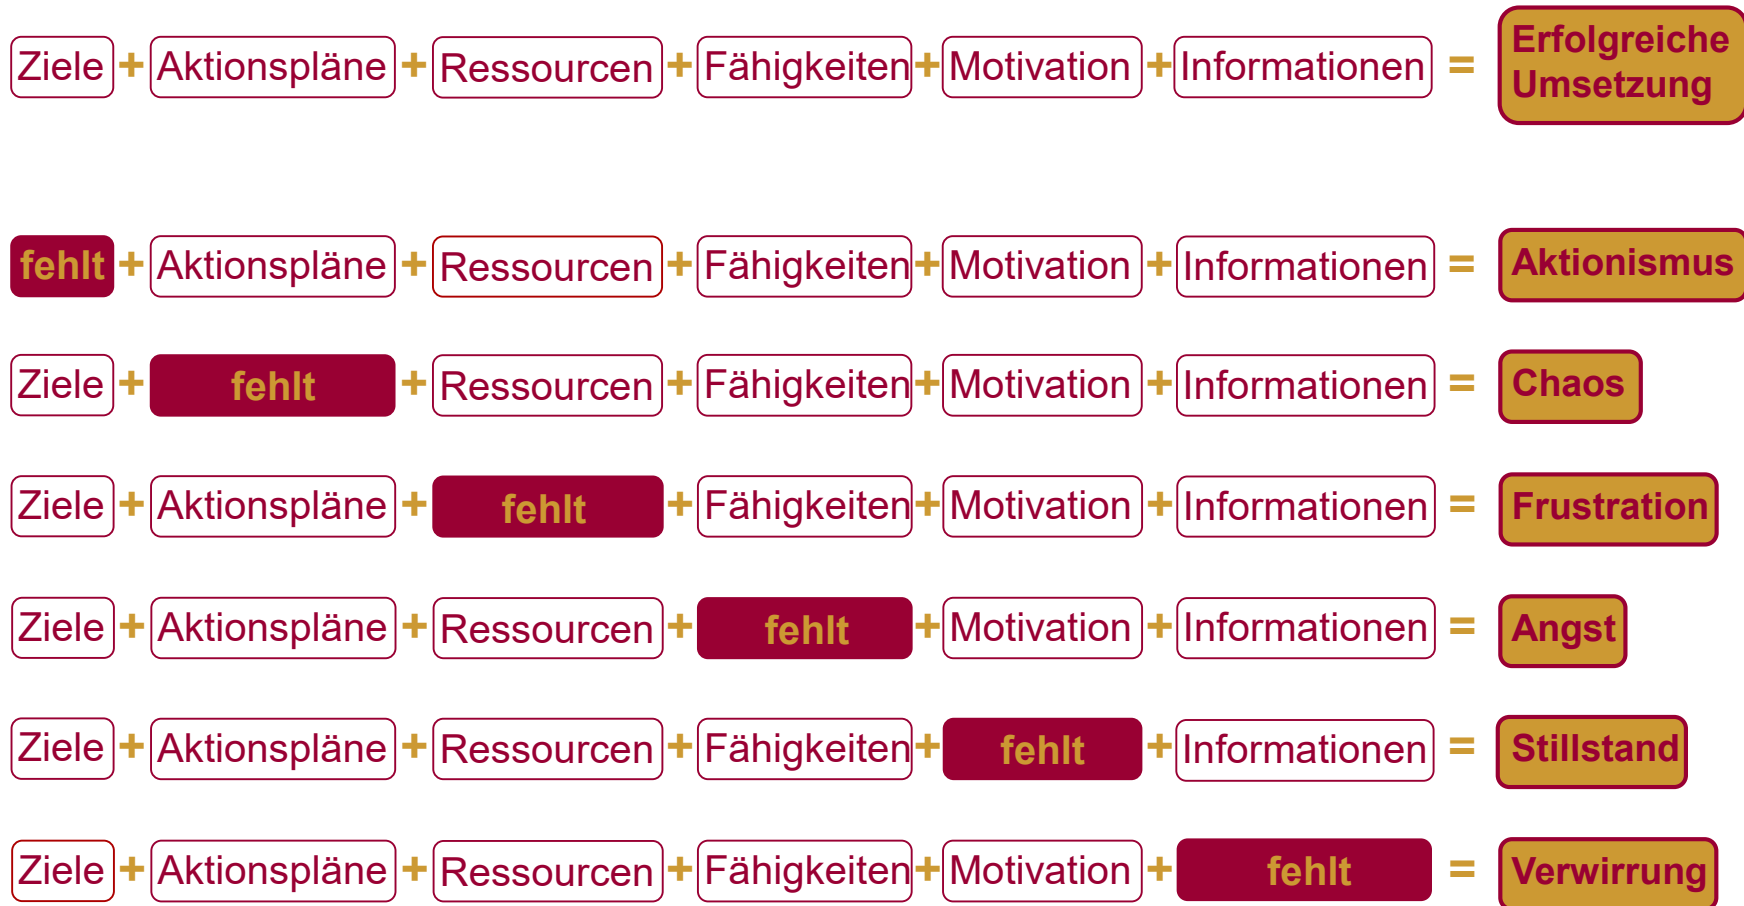 Ziele + Aktionspläne + Ressourcen + Fähigkeiten + Motivation + Informationen = Erfolgreiche
Umsetzung
fehlt + Aktionspläne + Ressourcen + Fähigkeiten + Motivation + Informationen = Aktionismus
Ziele + fehlt + Ressourcen + Fähigkeiten + Motivation + Informationen = Chaos
Ziele + Aktionspläne + fehlt + Fähigkeiten + Motivation + Informationen = Frustration
Ziele + Aktionspläne + Ressourcen + fehlt + Motivation + Informationen = Angst
Ziele + Aktionspläne + Ressourcen + Fähigkeiten + fehlt + Informationen = Stillstand
Ziele + Aktionspläne + Ressourcen + Fähigkeiten + Motivation + fehlt = Verwirrung